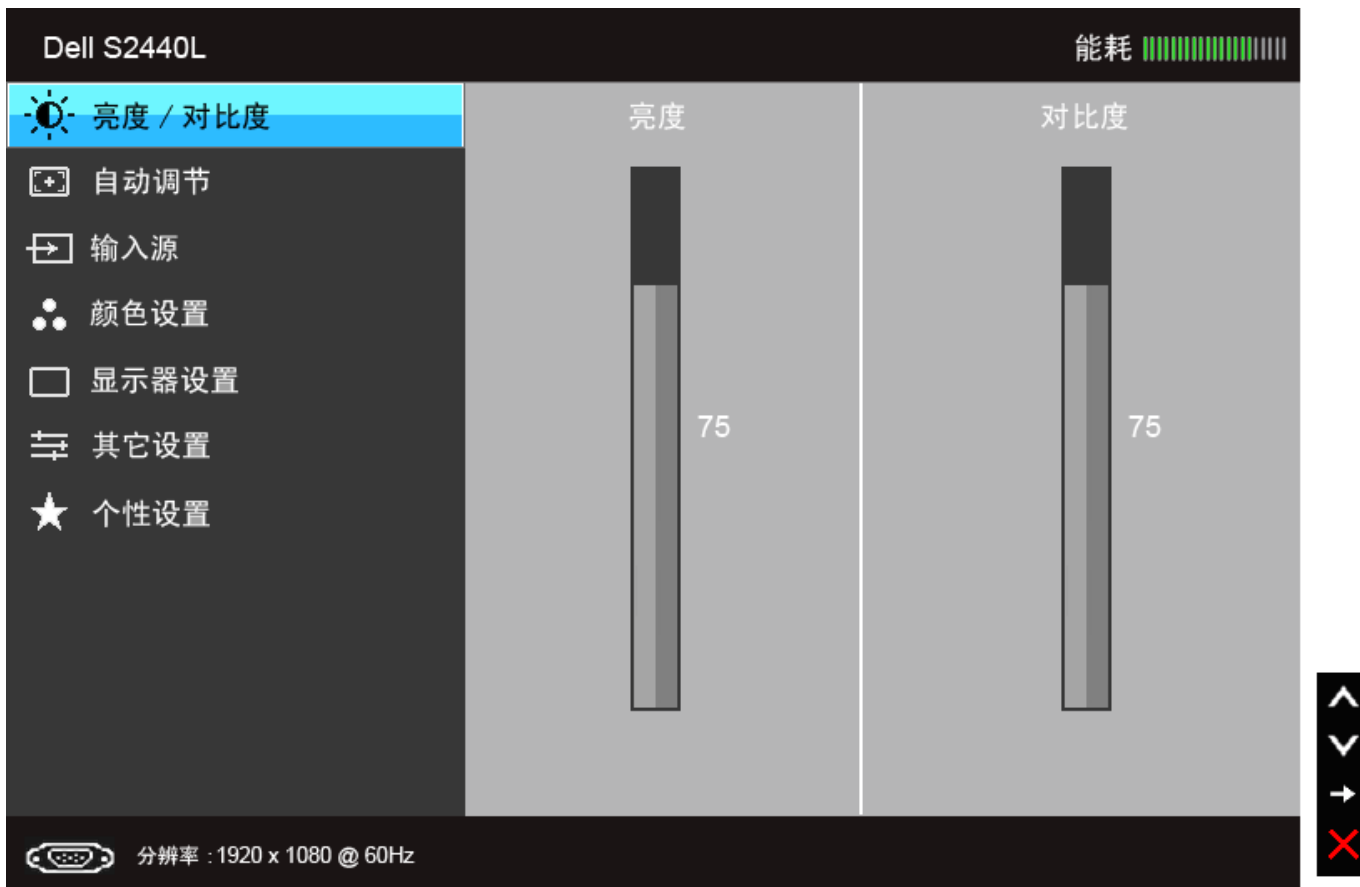 Dell S2440L
能耗
亮度 / 对比度
自动调节
输入源
颜色设置
显示器设置
其它设置
个性设置
亮度
75
对比度
75
分辨率 : 1920 x 1080 @ 60Hz